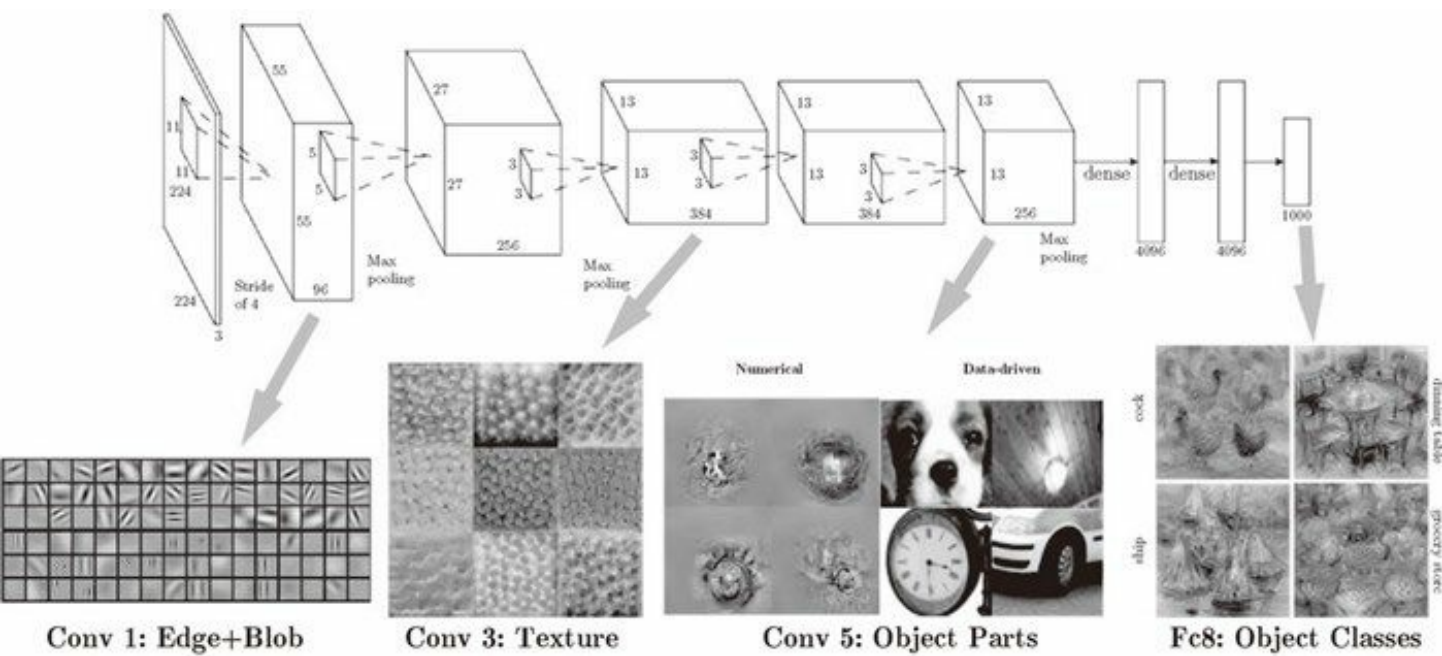 55
27
13
13
13
11
5
3
3
3
11
5
3
3
3
224
55
27
13
13
13
384
384
256
dense
dense
1000
256
4096
4096
Max
pooling
Max
pooling
Max
pooling
Stride
of 4
96
224
3
Numerical
Data-driven
cock
dinning table
ship
grocery store
Conv 1: Edge+Blob
Conv 3: Texture
Conv 5: Object Parts
Fc8: Object Classes